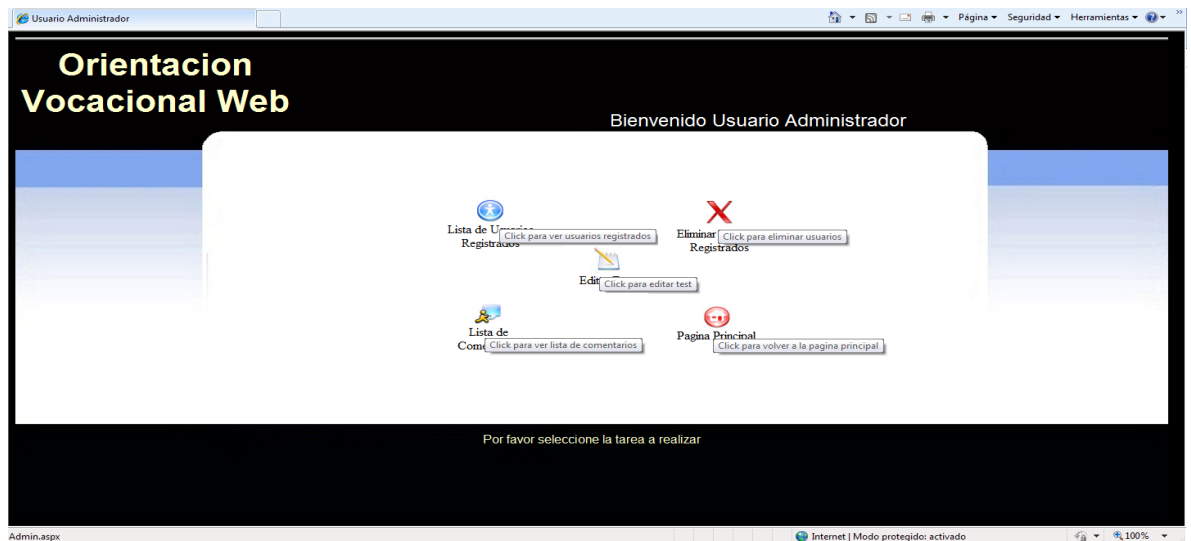 Usuario Administrador
Página Seguridad Herramientas
Orientacion
Vocacional Web
Bienvenido Usuario Administrador
Lista de
Registrados
Click para ver usuarios registrados
Eliminar
Registrados
Click para eliminar usuarios
Click para editar test
Lista de
Click para ver lista de comentarios
Pagina Principal
Click para volver a la pagina principal
Por favor seleccione la tarea a realizar
Admin.aspx
Internet | Modo protegido: activado
100%